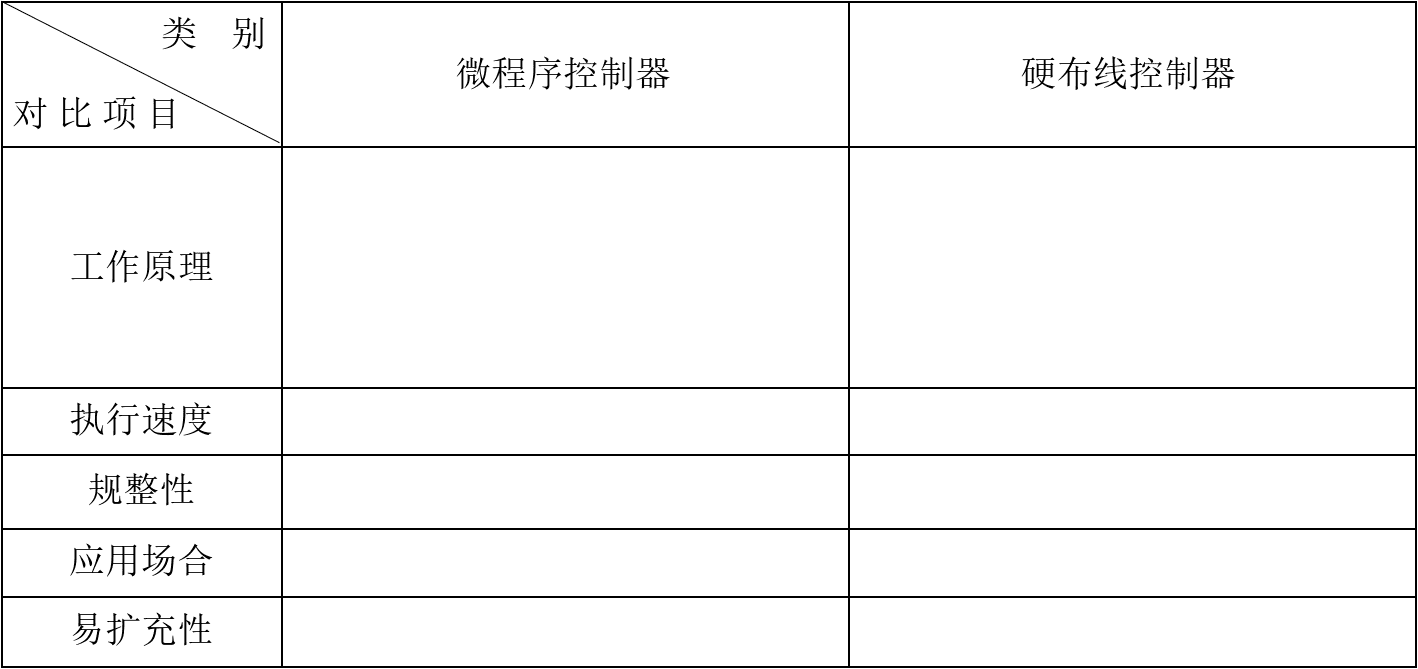 类 别
对比项目
微程序控制器
硬布线控制器
工作原理
执行速度
规整性
应用场合
易扩充性